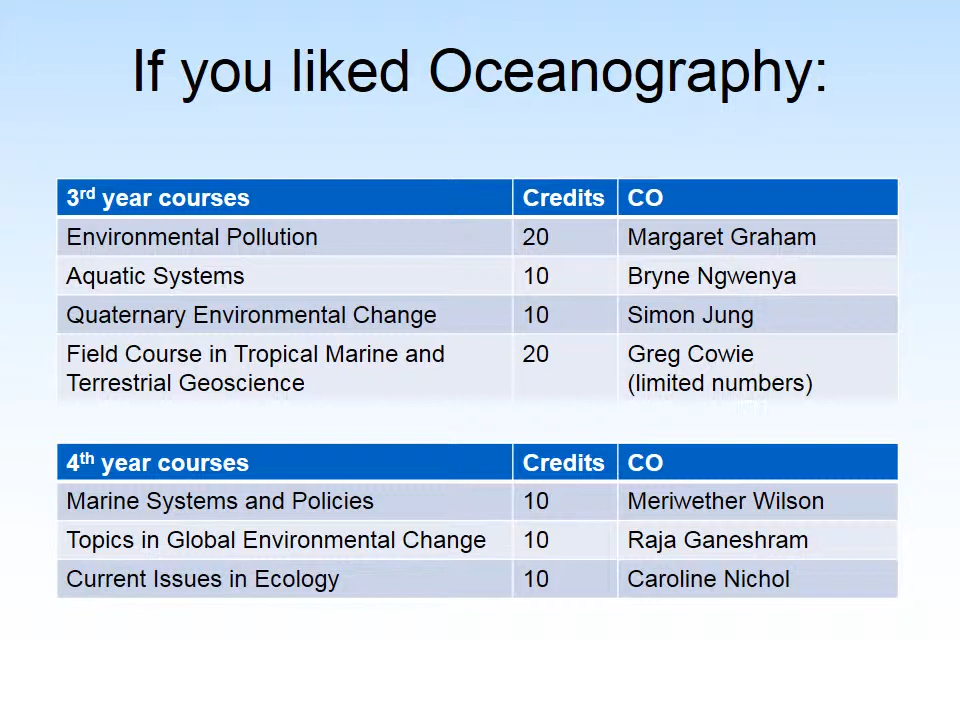 If you liked Oceanography:
3rd year courses Credits CO
Environmental Pollution 20 Margaret Graham
Aquatic Systems 10 Bryne Ngwenya
Quaternary Environmental Change 10 Simon Jung
Field Course in Tropical Marine and 20 Greg Cowie
Terrestrial Geoscience (limited numbers)
4th year courses Credits CO
Marine Systems and Policies 10 Meriwether Wilson
Topics in Global Environmental Change 10 Raja Ganeshram
Current Issues in Ecology 10 Caroline Nichol